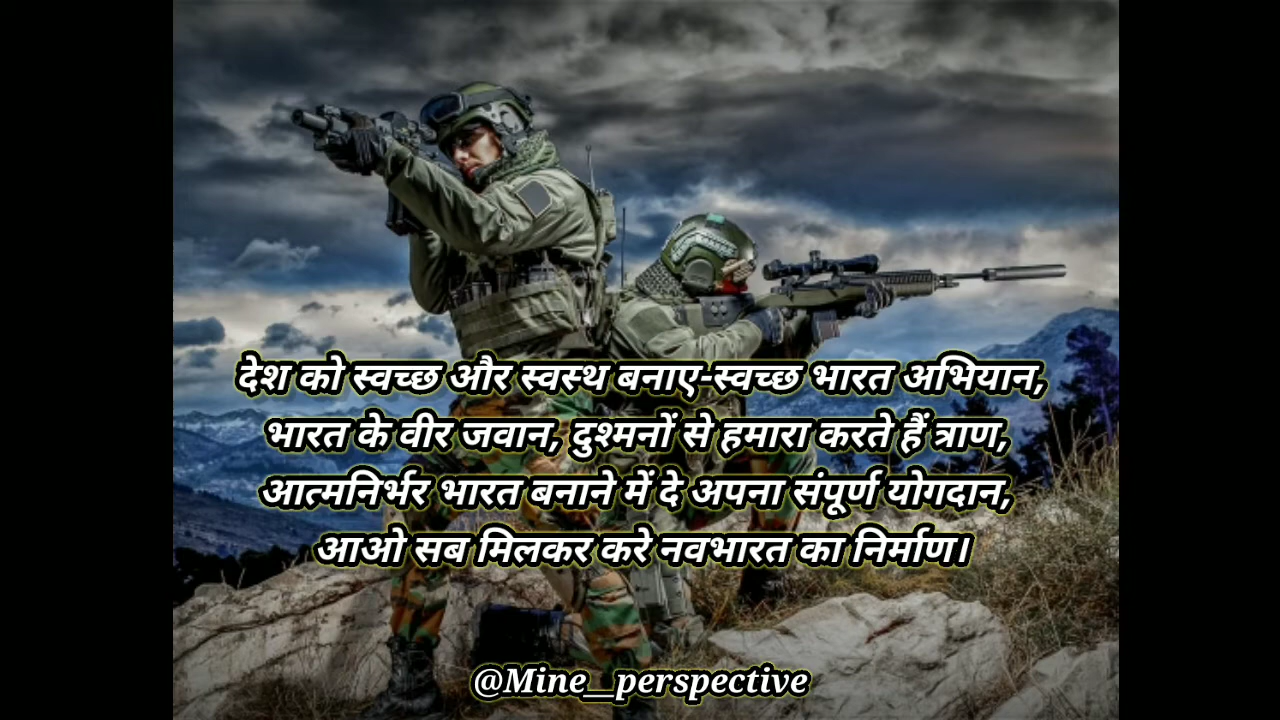 देश को स्वच्छ और स्वस्थ बनाए-स्वच्छ भारत अभियान,
भारत के वीर जवान, दुश्मनों से हमारा करते हैं त्राण,
आत्मनिर्भर भारत बनाने में दे अपना संपूर्ण योगदान,
आओ सब मिलकर करे नवभारत का निर्माण।
@Mine__perspective